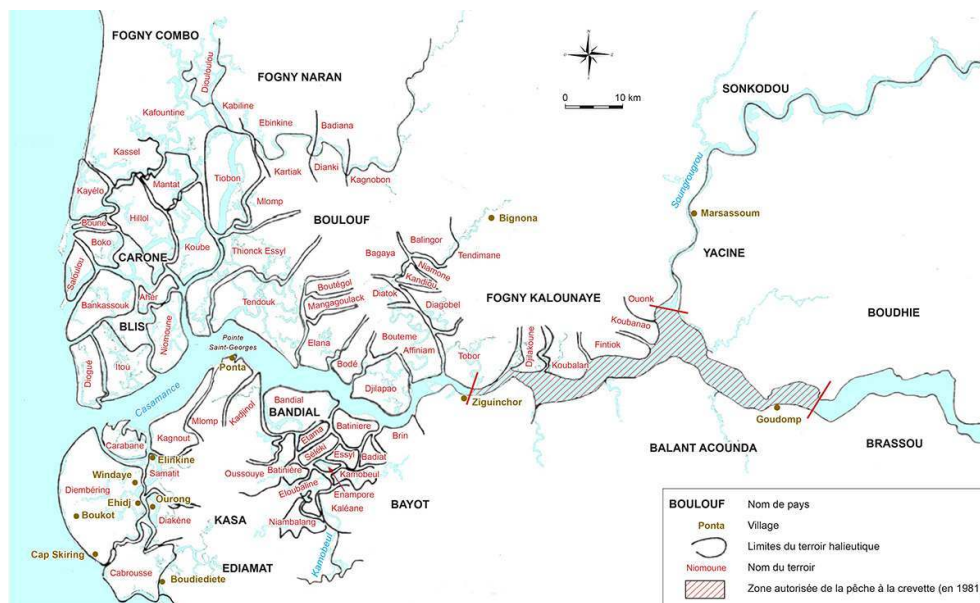 FOGNY COMBO
FOGNY NARAN
Diouloulou
0 10 km
SONKODOU
Kabiline
Kafountine
Ebinkine
Badiana
Kassel
Dianki
Kartiak
Kagnobon
Tiobon
Soungrougrou
Kayélo
Mantat
Mlomp
Marsassoum
Bouné
Hillol
BOULOUF
Bignona
Boko
Koube
Balingor
Tendimane
YACINE
CARONE
Thionck Essyl
Bagaya
Niamone
Saloulou
Kandiou
Boutégol
Diatok
Aher
Tendouk
Mangagoulack
Diagobel
FOGNY KALOUNAYE
Ouonk
Bankassouk
BOUDHIE
BLIS
Niomoune
Koubanao
Pointe
Saint-Georges
Elana
Bouteme
Affiniam
Djilakoune
Fintiok
Ponta
Bodé
Tobor
Koubalan
Diogué
Itou
Djilapao
Casamance
Kadjinol
Bandial
Ziguinchor
Mlomp
BANDIAL
Batiniere
Goudomp
Carabane
Kagnout
Etama
Brin
BRASSOU
Elinkine
Séléki
Essyl
Badiat
BALANT ACOUNDA
Windaye
Samatit
Oussouye
Batinière
Kamobeul
Diembéring
Eloubaline
Enampore
Ehidj
Ourong
BAYOT
Kaléane
Boukot
Diakène
KASA
Niambalang
Cap Skiring
Kamobeul
EDIAMAT
Cabrousse
Boudiediete
BOULOUF Nom de pays
Ponta Village
Limites du terroir halieutique
Niomoune Nom du terroir
Zone autorisée de la pêche à la crevette (en 1981